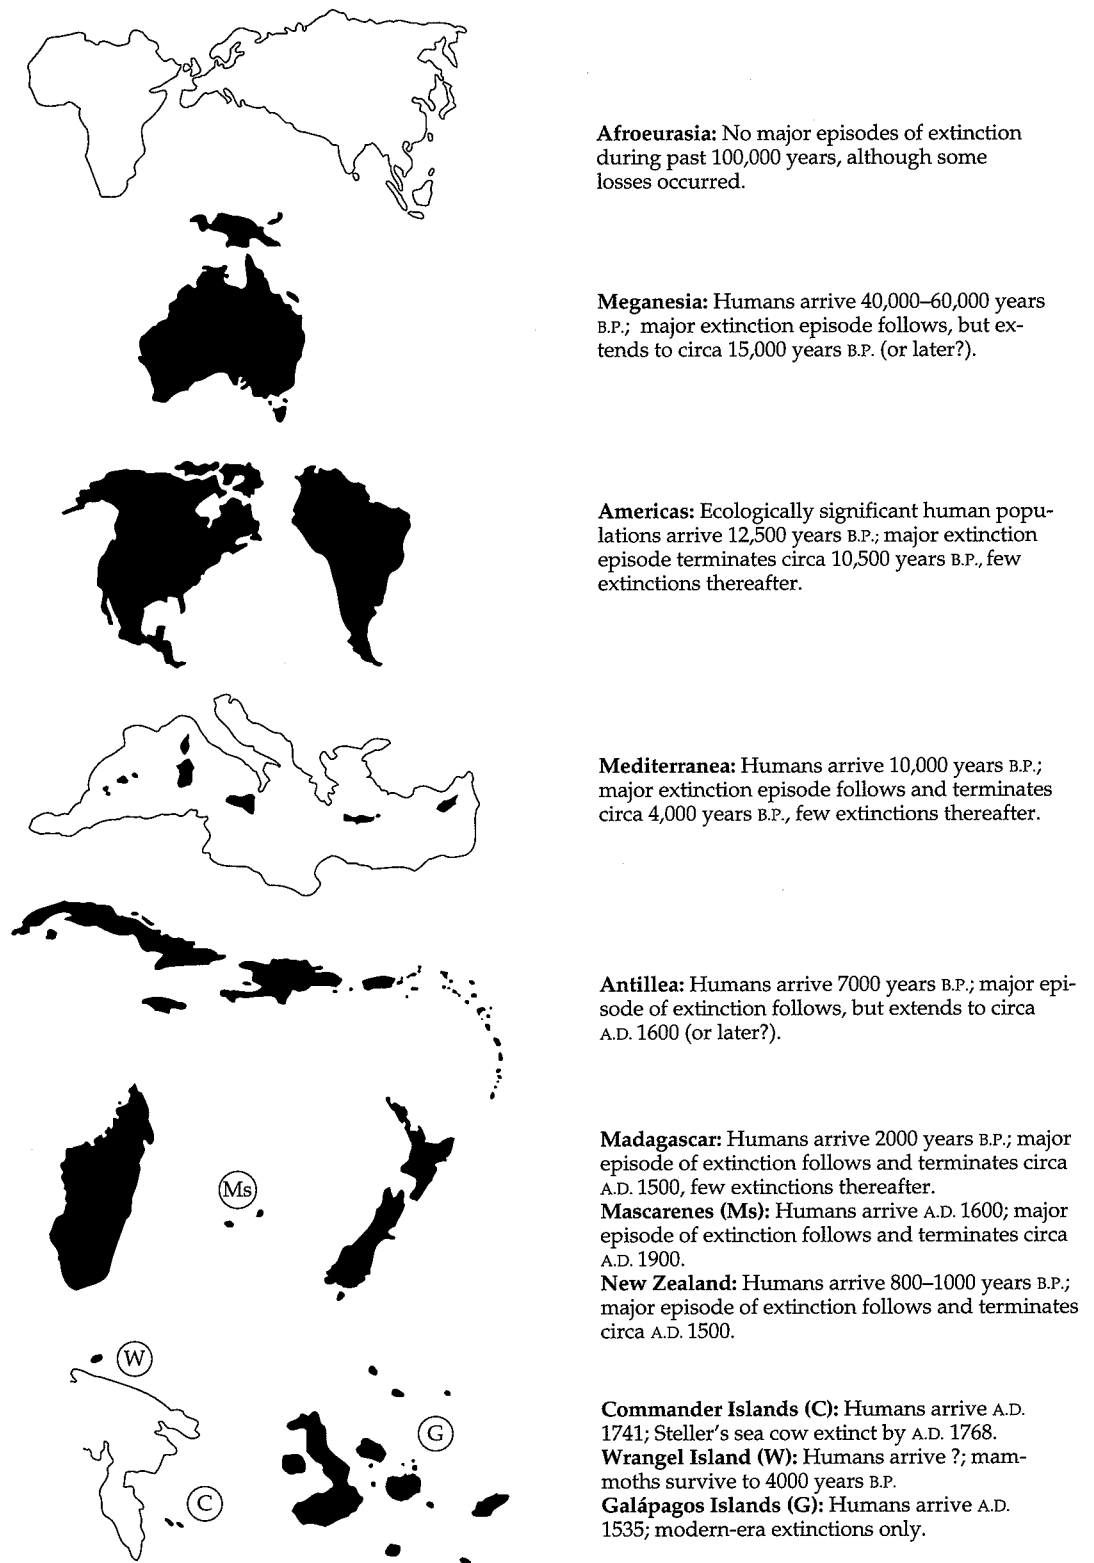 Afroeurasia: No major episodes of extinction
during past 100,000 years, although some
losses occurred.
Meganesia: Humans arrive 40,000–60,000 years
B.P.; major extinction episode follows, but ex-
tends to circa 15,000 years B.P. (or later?).
Americas: Ecologically significant human popu-
lations arrive 12,500 years B.P.; major extinction
episode terminates circa 10,500 years B.P., few
extinctions thereafter.
Mediterranea: Humans arrive 10,000 years B.P.;
major extinction episode follows and terminates
circa 4,000 years B.P., few extinctions thereafter.
Antillea: Humans arrive 7000 years B.P.; major epi-
sode of extinction follows, but extends to circa
A.D. 1600 (or later?).
Ms
Madagascar: Humans arrive 2000 years B.P.; major
episode of extinction follows and terminates circa
A.D. 1500, few extinctions thereafter.
Mascarenes (Ms): Humans arrive A.D. 1600; major
episode of extinction follows and terminates circa
A.D. 1900.
New Zealand: Humans arrive 800–1000 years B.P.;
major episode of extinction follows and terminates
circa A.D. 1500.
W
G
C
Commander Islands (C): Humans arrive A.D.
1741; Steller's sea cow extinct by A.D. 1768.
Wrangel Island (W): Humans arrive ?; mam-
moths survive to 4000 years B.P.
Galápagos Islands (G): Humans arrive A.D.
1535; modern-era extinctions only.